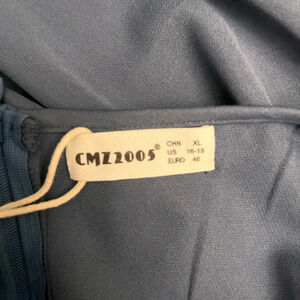 CMZ2005®
CHN XL
US 16-18
EURO 46